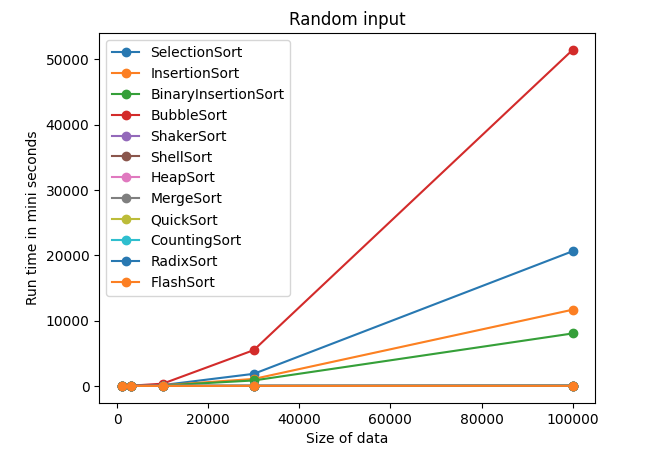 Random input
50000
40000
30000
20000
10000
0
Run time in mini seconds
SelectionSort
InsertionSort
BinaryInsertionSort
BubbleSort
ShakerSort
ShellSort
HeapSort
MergeSort
QuickSort
CountingSort
RadixSort
FlashSort
0 20000 40000 60000 80000 100000
Size of data